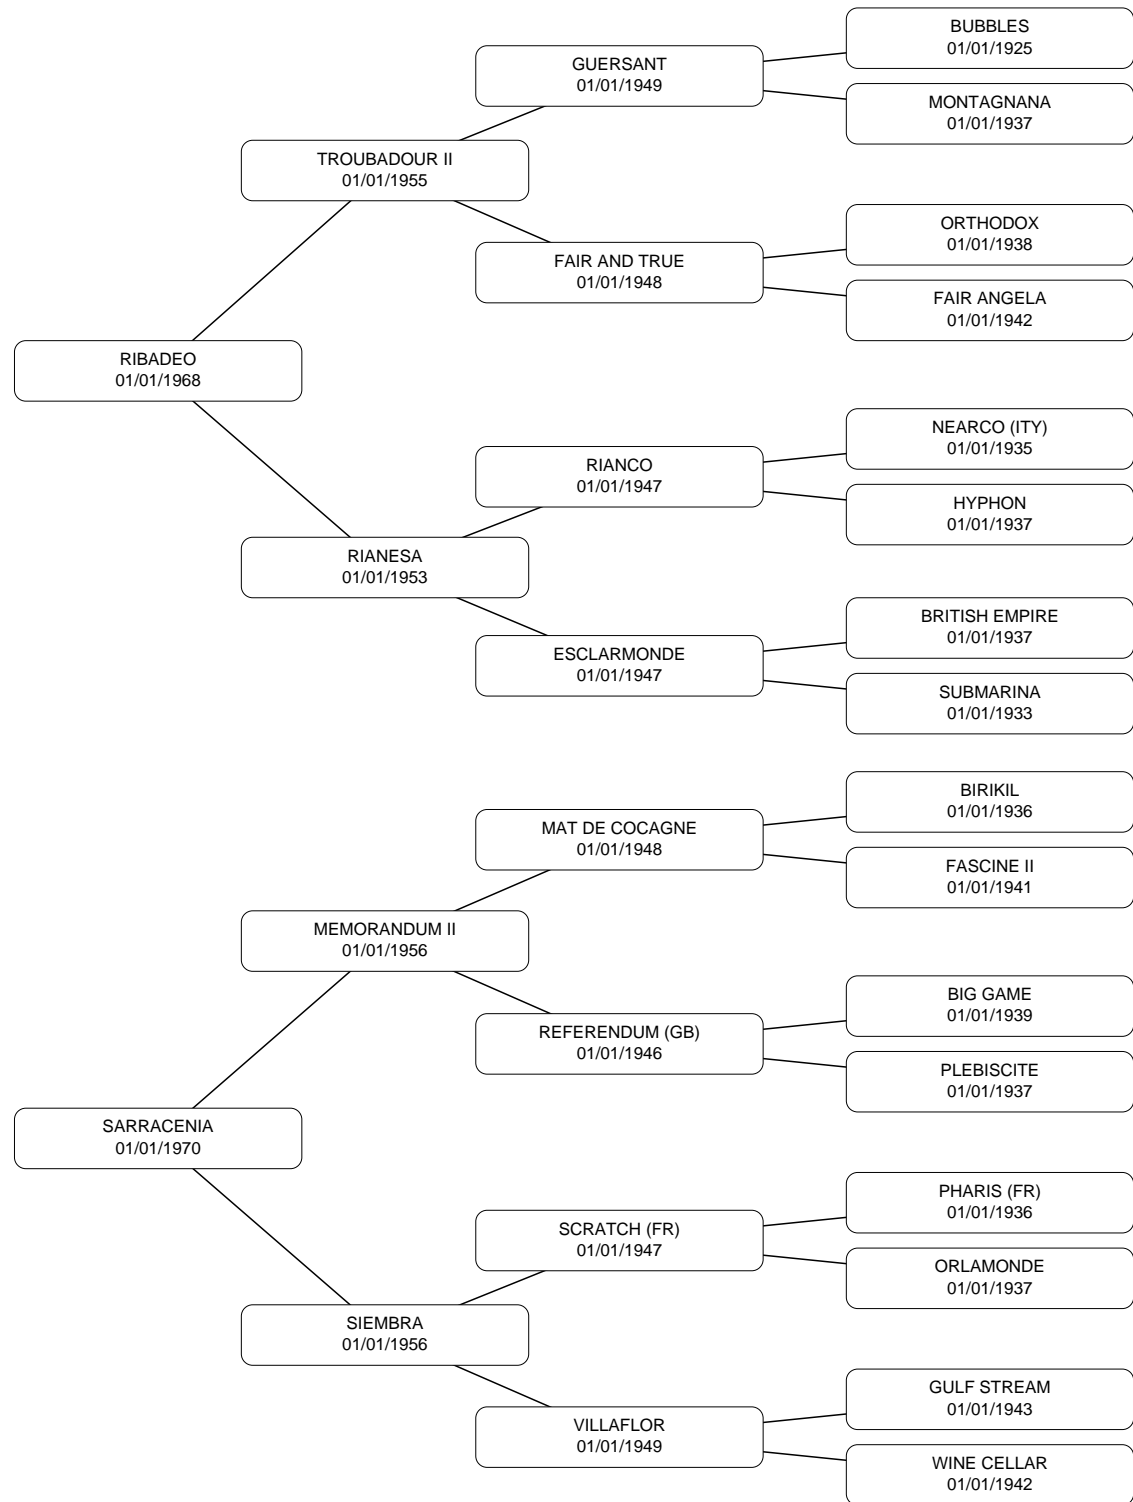 BUBBLES
01/01/1925
GUERSANT
01/01/1949
MONTAGNANA
01/01/1937
TROUBADOUR II
01/01/1955
ORTHODOX
01/01/1938
FAIR AND TRUE
01/01/1948
FAIR ANGELA
01/01/1942
RIBADEO
01/01/1968
NEARCO (ITY)
01/01/1935
RIANCO
01/01/1947
HYPHON
01/01/1937
RIANESA
01/01/1953
BRITISH EMPIRE
01/01/1937
ESCLARMONDE
01/01/1947
SUBMARINA
01/01/1933
BIRIKIL
01/01/1936
MAT DE COCAGNE
01/01/1948
FASCINE II
01/01/1941
MEMORANDUM II
01/01/1956
BIG GAME
01/01/1939
REFERENDUM (GB)
01/01/1946
PLEBISCITE
01/01/1937
SARRACENIA
01/01/1970
PHARIS (FR)
01/01/1936
SCRATCH (FR)
01/01/1947
ORLAMONDE
01/01/1937
SIEMBRA
01/01/1956
GULF STREAM
01/01/1943
VILLAFLOR
01/01/1949
WINE CELLAR
01/01/1942